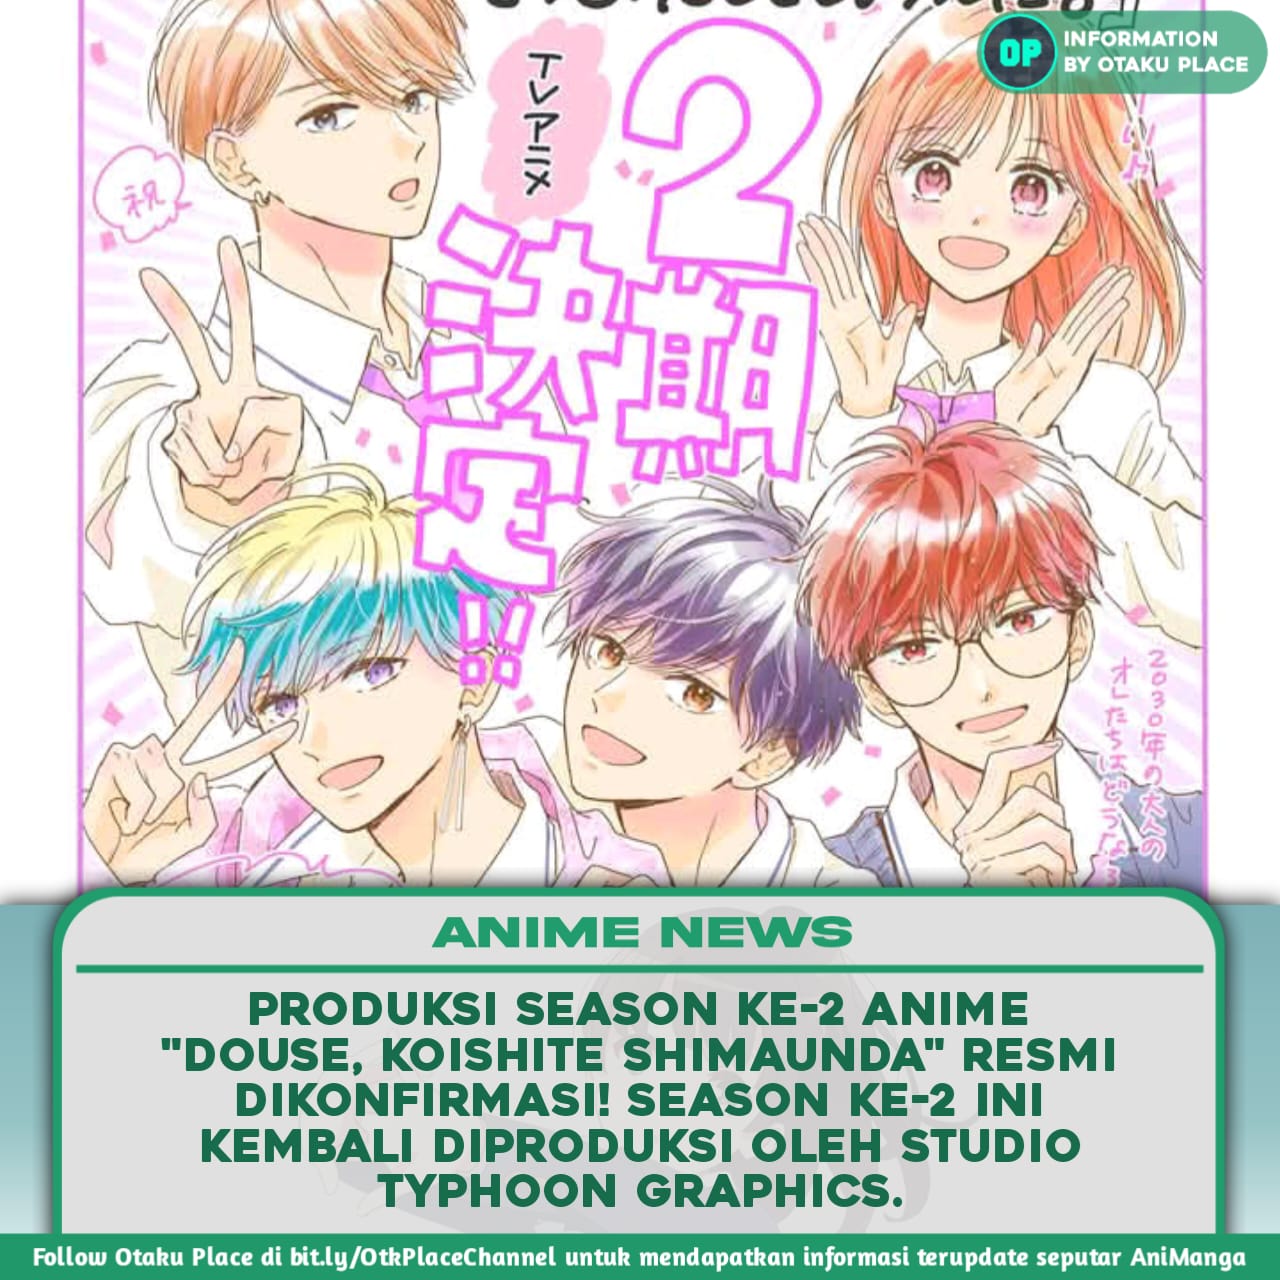 INFORMATION
BY OTAKU PLACE
OP
TVアニメ
2期
決定!!
祝
2030年の大人の
オレたちはどうなる
ANIME NEWS
PRODUKSI SEASON KE-2 ANIME
"DOUSE, KOISHITE SHIMAUNDA" RESMI
DIKONFIRMASI! SEASON KE-2 INI
KEMBALI DIPRODUKSI OLEH STUDIO
TYPHOON GRAPHICS.
Follow Otaku Place di bit.ly/OtkPlaceChannel untuk mendapatkan informasi terupdate seputar AniManga